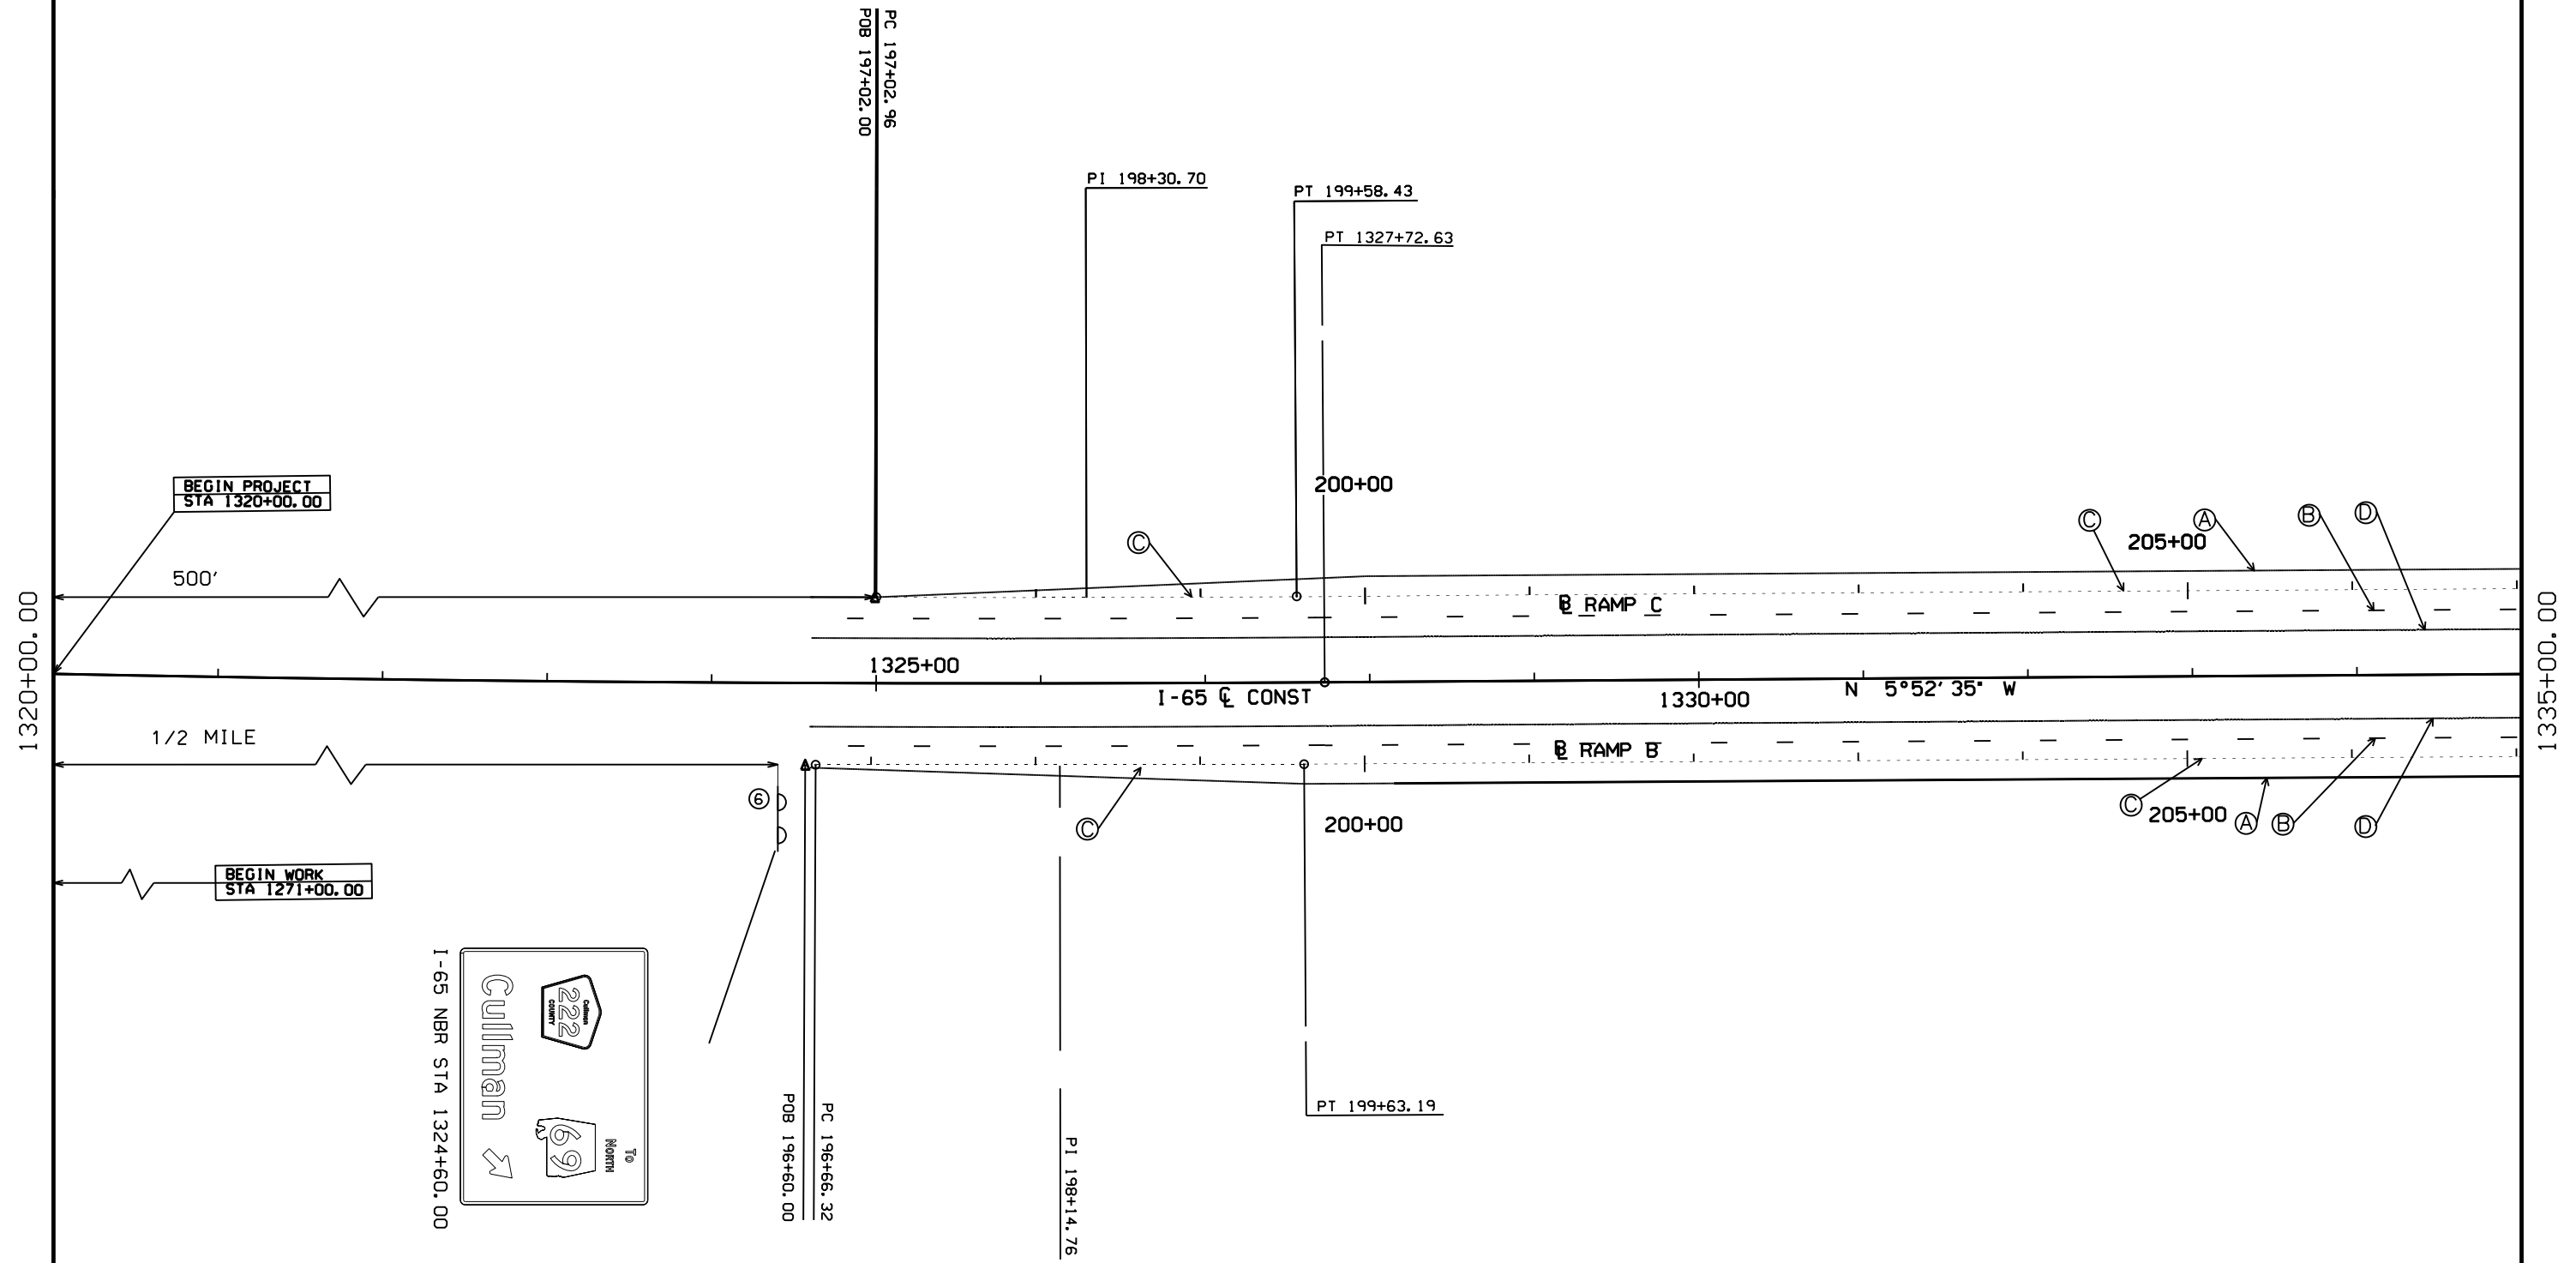 PC 197+02.96
POB 197+02.00
PI 198+30.70
PT 199+58.43
PT 1327+72.63
BEGIN PROJECT
STA 1320+00.00
200+00
C
C
A
B
D
205+00
500'
1320+00.00
1335+00.00
℄ RAMP C
1325+00
I-65 ℄ CONST
1330+00
N 5°52'35" W
1/2 MILE
℄ RAMP B
6
C
200+00
C
205+00
A
B
D
BEGIN WORK
STA 1271+00.00
To
NORTH
Cullman
222
COUNTY
69
Cullman
I-65 NBR STA 1324+60.00
PC 196+66.32
POB 196+60.00
PI 198+14.76
PT 199+63.19